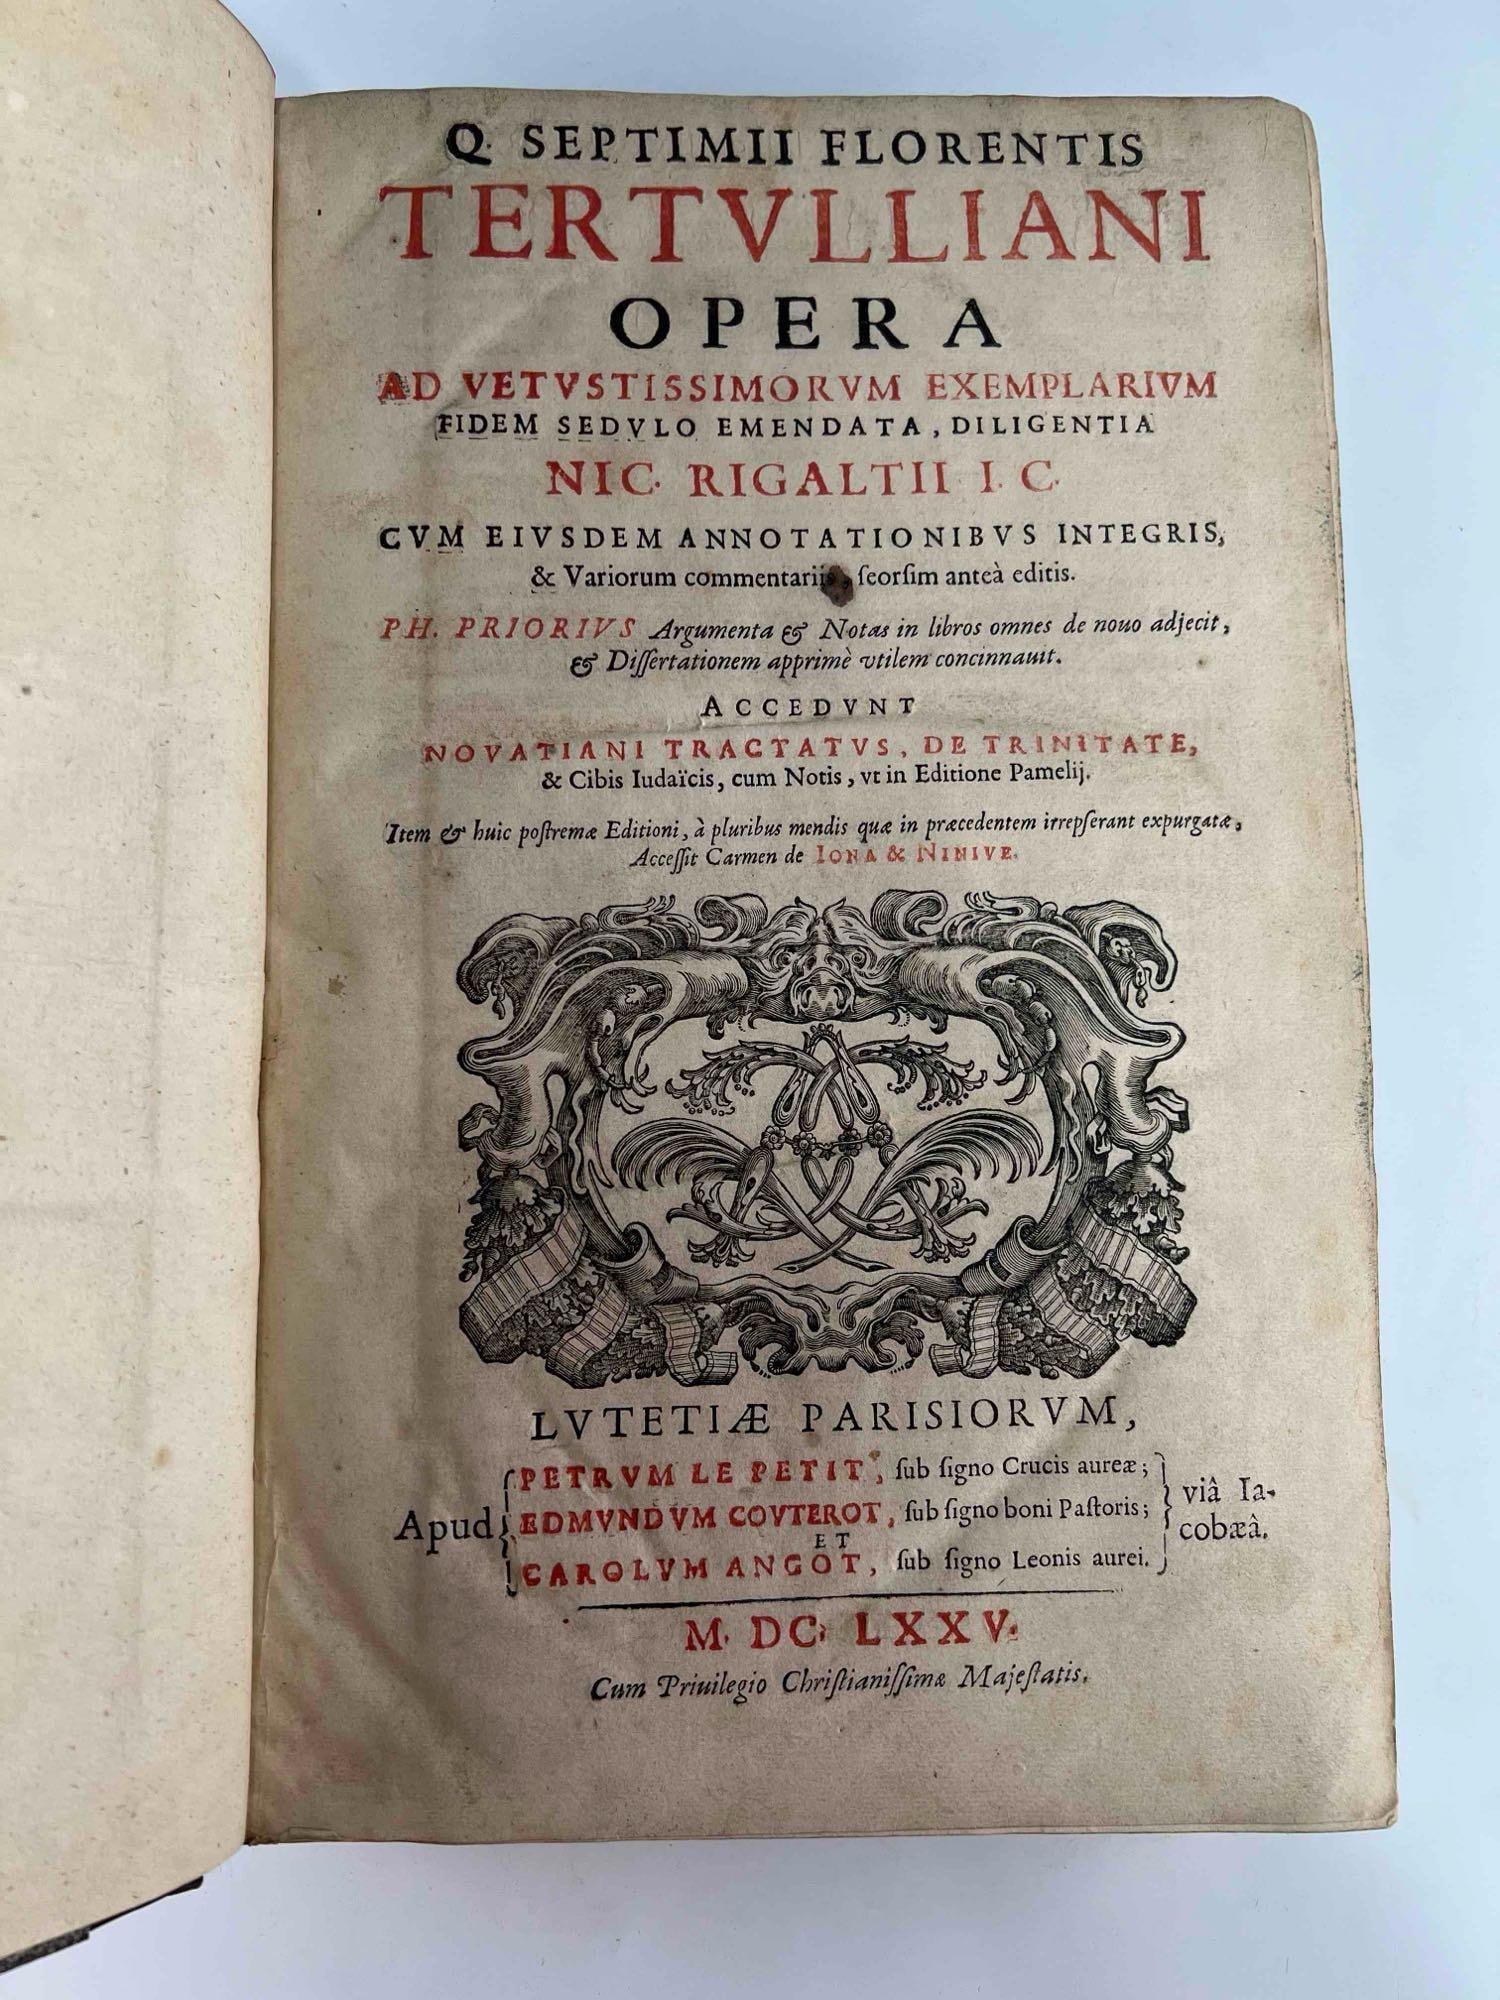 Q. SEPTIMII FLORENTIS
TERTVLLIANI
OPERA
AD VETVSTISSIMORVM EXEMPLARIVM
FIDEM SEDVLO EMENDATA, DILIGENTIA
NIC. RIGALTII I. C.
CVM EIVSDEM ANNOTATIONIBVS INTEGRIS,
& Variorum commentariis, ſeorſim anteà editis.
PH. PRIORIVS Argumenta & Notas in libros omnes de nouo adjecit,
& Diſſertationem apprimè vtilem concinnauit.
ACCEDVNT
NOVATIANI TRACTATVS, DE TRINITATE,
& Cibis Iudaïcis, cum Notis, vt in Editione Pamelij.
Item & huic poſtremæ Editioni, à pluribus mendis quæ in præcedentem irrepſerant expurgatæ,
Acceſſit Carmen de IONA & NINIVE.
LVTETIÆ PARISIORVM,
PETRVM LE PETIT, ſub ſigno Crucis aureæ;
Apud EDMVNDVM COVTEROT, ſub ſigno boni Paſtoris; viâ Ia-
cobæâ.
ET
CAROLVM ANGOT, ſub ſigno Leonis aurei.
M. DC. LXXV.
Cum Priuilegio Chriſtianiſſimæ Majeſtatis.